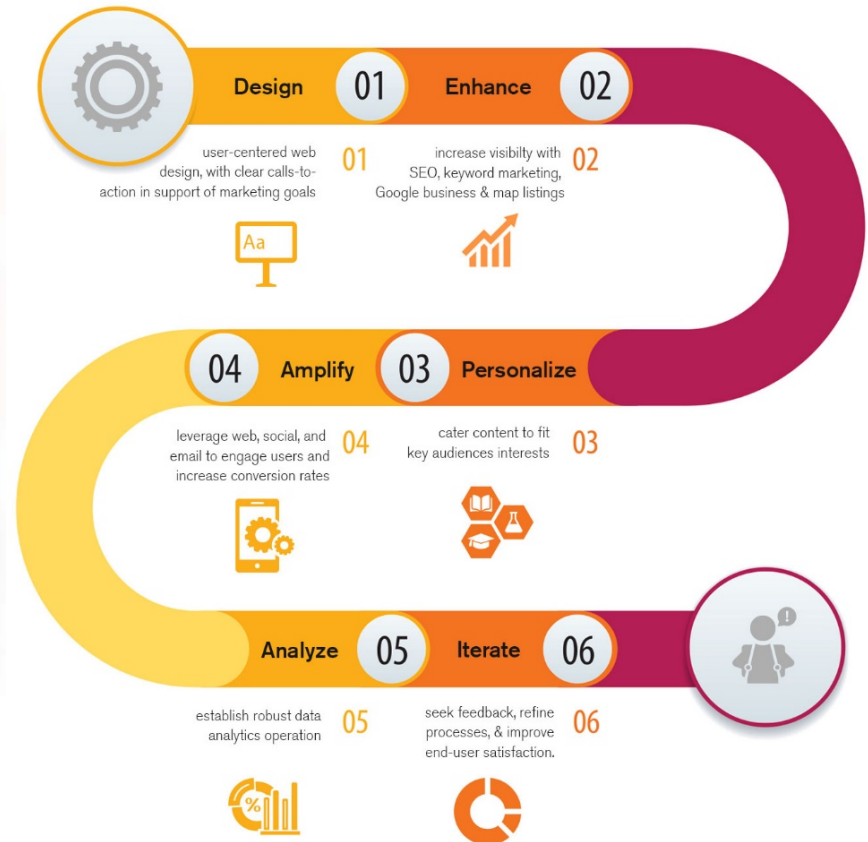 Design 01 Enhance 02
user-centered web
design, with clear calls-to-
action in support of marketing goals
01
increase visibilty with
SEO, keyword marketing,
Google business & map listings
02
Aa
04 Amplify 03 Personalize
leverage web, social, and
email to engage users and
increase conversion rates
04
cater content to fit
key audiences interests
03
Analyze 05 Iterate 06
!
establish robust data
analytics operation
05
seek feedback, refine
processes, & improve
end-user satisfaction.
06
%